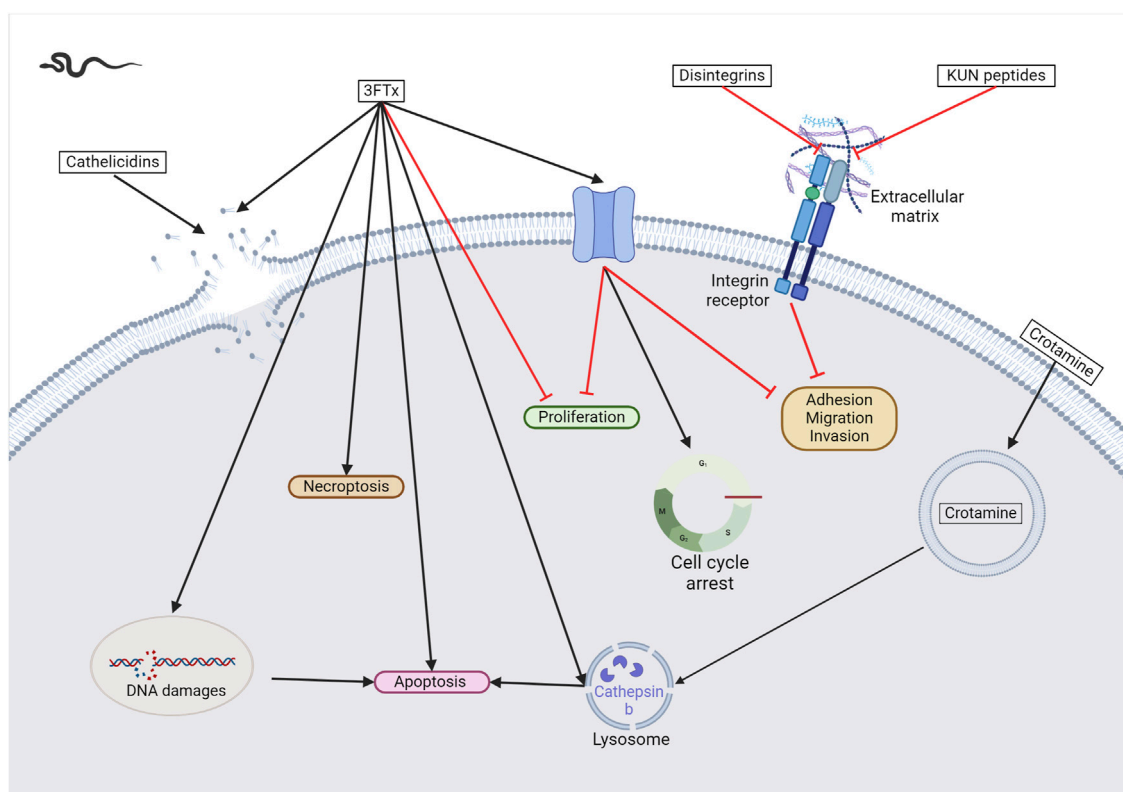 Disintegrins
KUN peptides
3FTx
Cathelicidins
Extracellular
matrix
Integrin
receptor
Crotamine
Adhesion
Migration
Invasion
Proliferation
G₁
Necroptosis
M
S
G₂
Crotamine
Cell cycle
arrest
DNA damages
Apoptosis
Cathepsin
b
Lysosome